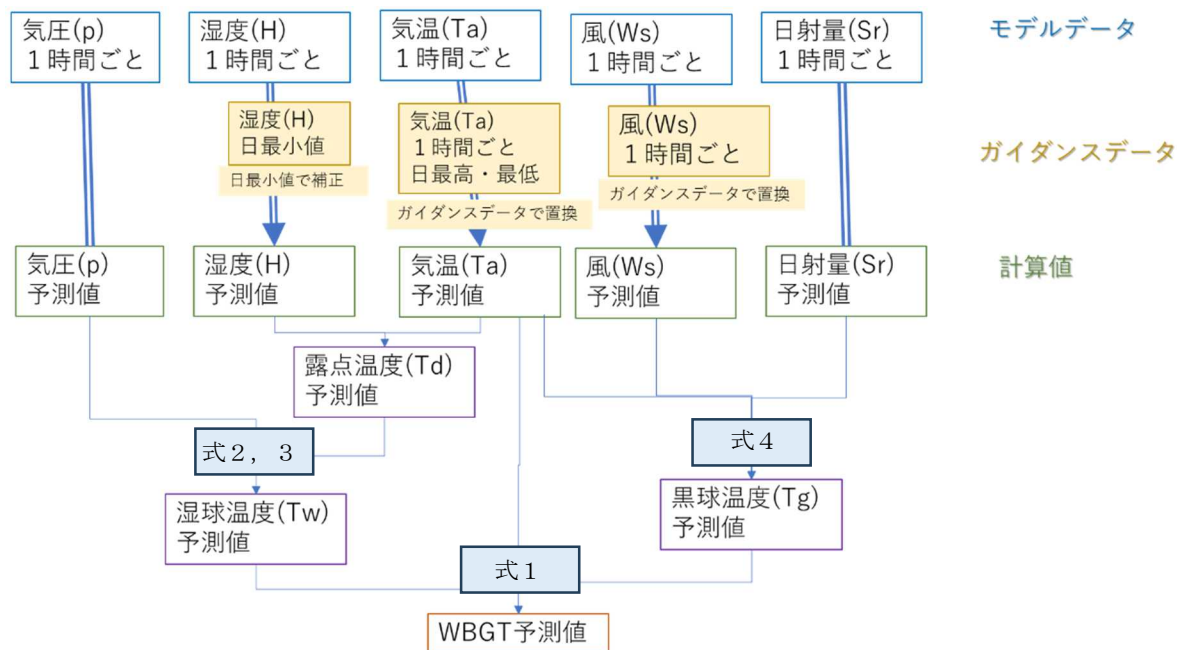 気圧(p)
１時間ごと
湿度(H)
１時間ごと
気温(Ta)
１時間ごと
風(Ws)
１時間ごと
日射量(Sr)
１時間ごと
モデルデータ
湿度(H)
日最小値
日最小値で補正
気温(Ta)
１時間ごと
日最高・最低
ガイダンスデータで置換
風(Ws)
１時間ごと
ガイダンスデータで置換
ガイダンスデータ
気圧(p)
予測値
湿度(H)
予測値
気温(Ta)
予測値
風(Ws)
予測値
日射量(Sr)
予測値
計算値
露点温度(Td)
予測値
式２，３
式４
湿球温度(Tw)
予測値
黒球温度(Tg)
予測値
式１
WBGT予測値